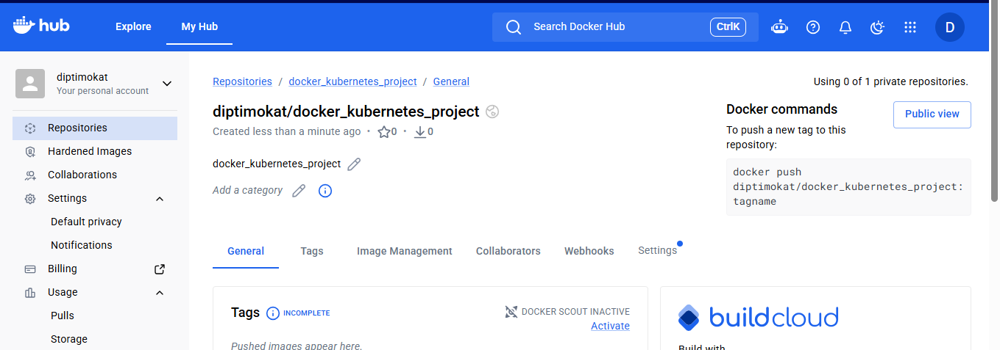 hub Explore My Hub Search Docker Hub CtrlK D
diptimokat
Your personal account
Repositories
Hardened Images
Collaborations
Settings
Default privacy
Notifications
Billing
Usage
Pulls
Storage
Repositories / docker_kubernetes_project / General
Using 0 of 1 private repositories.
diptimokat/docker_kubernetes_project
Created less than a minute ago • 0 • 0
docker_kubernetes_project
Add a category
Docker commands
Public view
To push a new tag to this
repository:
docker push
diptimokat/docker_kubernetes_project:
tagname
General Tags Image Management Collaborators Webhooks Settings
Tags INCOMPLETE
DOCKER SCOUT INACTIVE
Activate
Pushed images appear here.
buildcloud
Build with